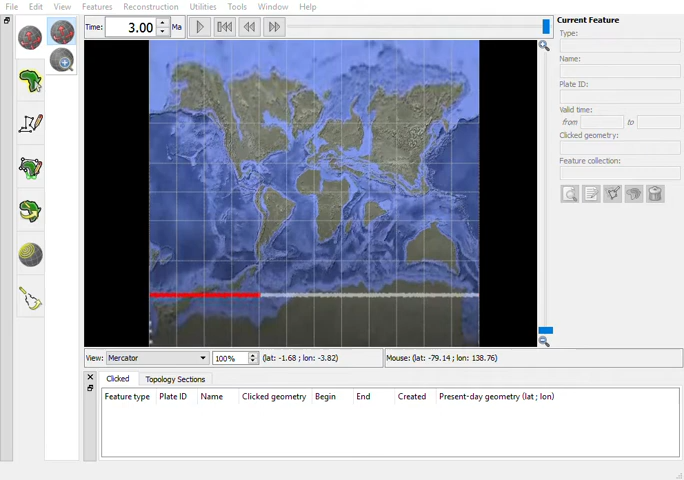 File Edit View Features Reconstruction Utilities Tools Window Help
Time: 3.00 Ma
Current Feature
Type:
Name:
Plate ID:
Valid time:
from to
Clicked geometry:
Feature collection:
View: Mercator 100% (lat: -1.68 ; lon: -3.82) Mouse: (lat: -79.14 ; lon: 138.76)
Clicked Topology Sections
Feature type Plate ID Name Clicked geometry Begin End Created Present-day geometry (lat ; lon)